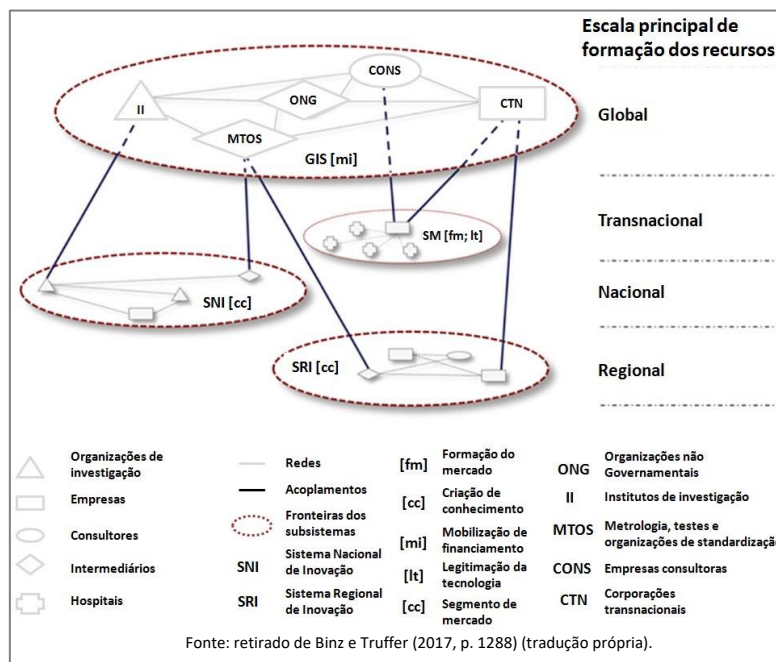 Escala principal de
formação dos recursos
CONS
ONG
II
CTN
MTOS
GIS [mi]
Global
Transnacional
SM [fm; lt]
Nacional
SNI [cc]
SRI [cc]
Regional
Organizações de
investigação
Empresas
Consultores
Intermediários
Hospitais
Redes
Acoplamentos
Fronteiras dos
subsistemas
SNI
Sistema Nacional
de Inovação
SRI
Sistema Regional
de Inovação
[fm]
Formação do
mercado
[cc]
Criação de
conhecimento
[mi]
Mobilização de
financiamento
[lt]
Legitimação da
tecnologia
[cc]
Segmento de
mercado
ONG
Organizações não
Governamentais
II
Institutos de investigação
MTOS
Metrologia, testes e
organizações de standardização
CONS
Empresas consultoras
CTN
Corporações
transnacionais
Fonte: retirado de Binz e Truffer (2017, p. 1288) (tradução própria).